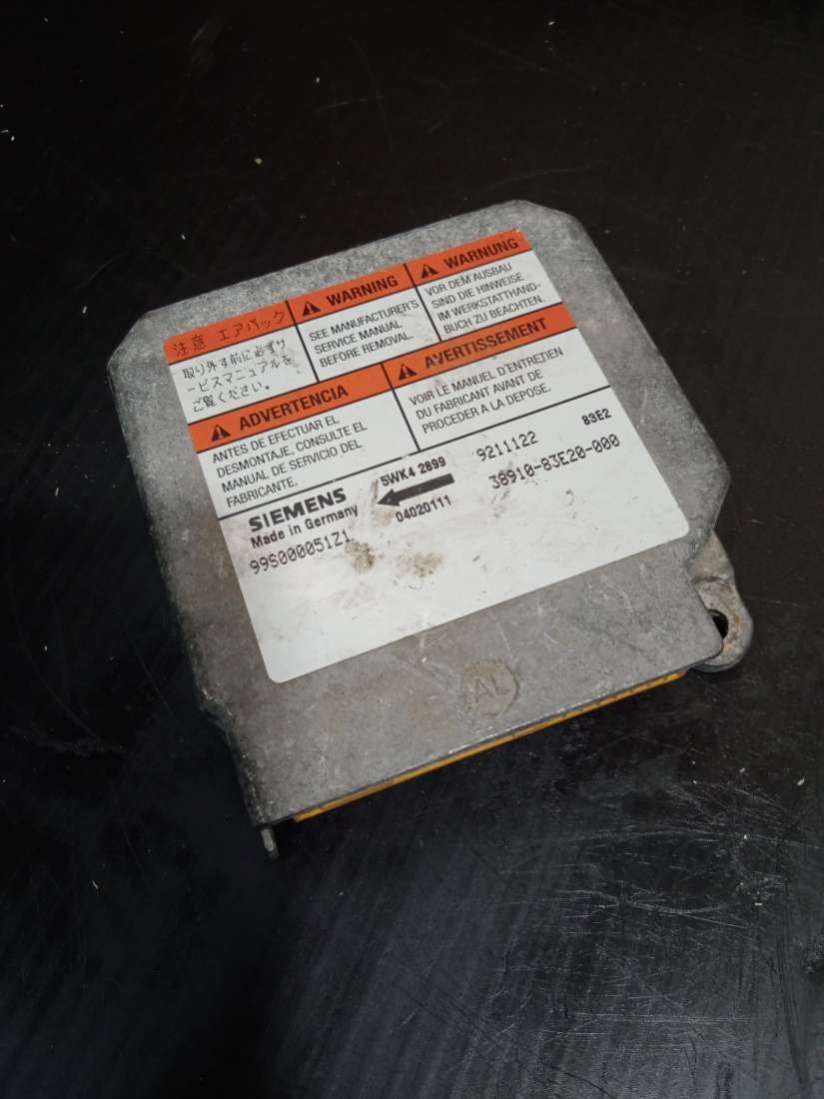 注意 エアバック
取り外す前に必ずサ
ービスマニュアルを
ご覧ください。
WARNING
SEE MANUFACTURER'S
SERVICE MANUAL
BEFORE REMOVAL.
WARNUNG
VOR DEM AUSBAU
SIND DIE HINWEISE
IM WERKSTATTHAND-
BUCH ZU BEACHTEN.
ADVERTENCIA
ANTES DE EFECTUAR EL
DESMONTAJE, CONSULTE EL
MANUAL DE SERVICIO DEL
FABRICANTE.
AVERTISSEMENT
VOIR LE MANUEL D'ENTRETIEN
DU FABRICANT AVANT DE
PROCEDER A LA DEPOSE.
SIEMENS
Made in Germany
99S00005121
5WK4 2899
04020111
9211122
83E2
38910-83E20-000
AL